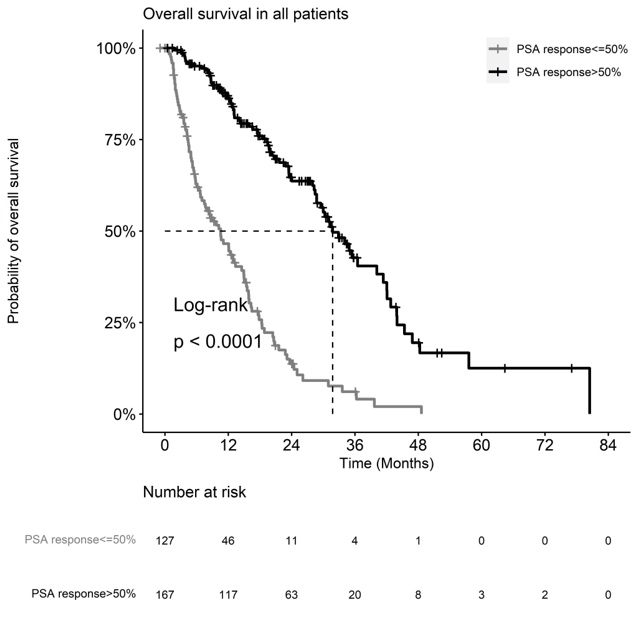 Overall survival in all patients
PSA response<=50%
PSA response>50%
Probability of overall survival
100%
75%
50%
25%
0%
Log-rank
p < 0.0001
0 12 24 36 48 60 72 84
Time (Months)
Number at risk
PSA response<=50% 127 46 11 4 1 0 0 0
PSA response>50% 167 117 63 20 8 3 2 0